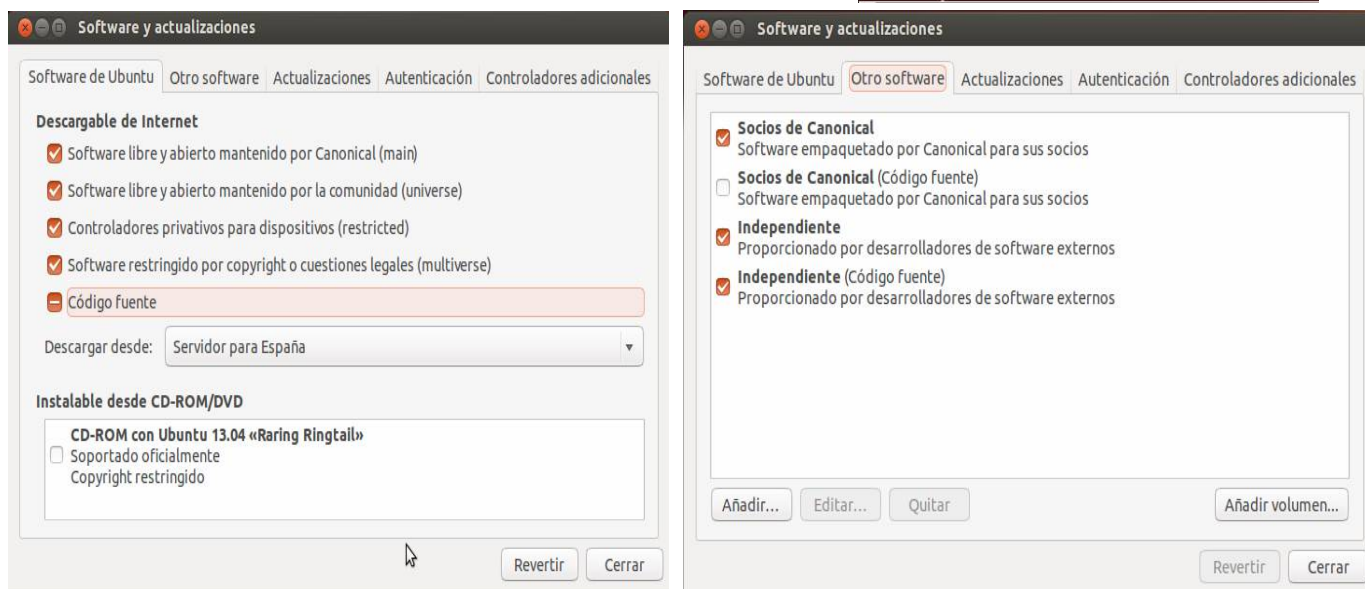 Software y actualizaciones
Software de Ubuntu Otro software Actualizaciones Autenticación Controladores adicionales
Descargable de Internet
Software libre y abierto mantenido por Canonical (main)
Software libre y abierto mantenido por la comunidad (universe)
Controladores privativos para dispositivos (restricted)
Software restringido por copyright o cuestiones legales (multiverse)
Código fuente
Descargar desde: Servidor para España
Instalable desde CD-ROM/DVD
CD-ROM con Ubuntu 13.04 «Raring Ringtail»
Soportado oficialmente
Copyright restringido
Revertir Cerrar
Software y actualizaciones
Software de Ubuntu Otro software Actualizaciones Autenticación Controladores adicionales
Socios de Canonical
Software empaquetado por Canonical para sus socios
Socios de Canonical (Código fuente)
Software empaquetado por Canonical para sus socios
Independiente
Proporcionado por desarrolladores de software externos
Independiente (Código fuente)
Proporcionado por desarrolladores de software externos
Añadir... Editar... Quitar Añadir volumen...
Revertir Cerrar